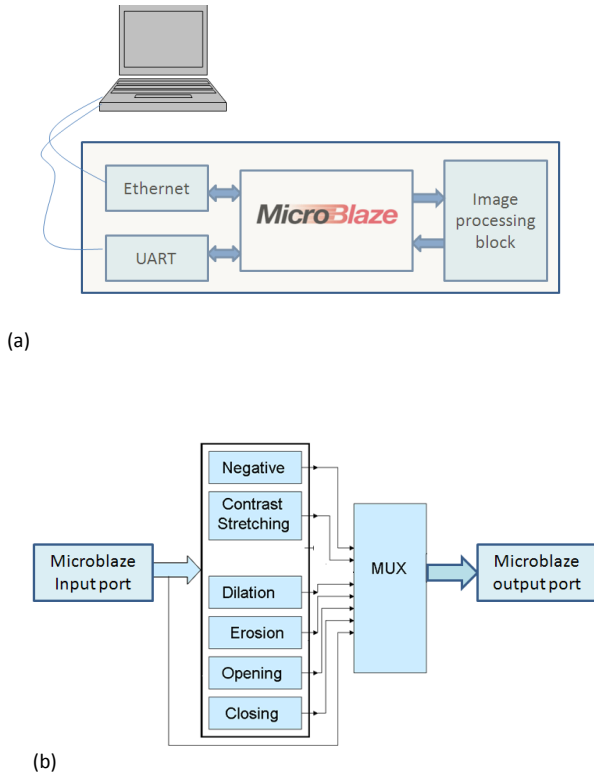 Ethernet
UART
MicroBlaze
Image
processing
block
(a)
Microblaze
Input port
Negative
Contrast
Stretching
Dilation
Erosion
Opening
Closing
MUX
Microblaze
output port
(b)